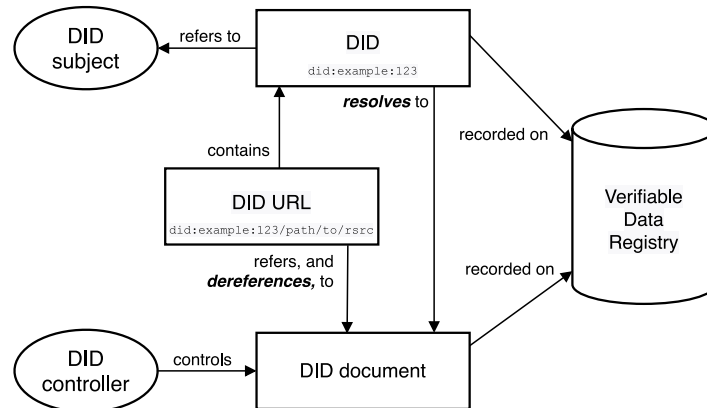 DID
subject
refers to
DID
did:example:123
resolves to
recorded on
contains
DID URL
did:example:123/path/to/rsrc
Verifiable
Data
Registry
refers, and
dereferences, to
recorded on
DID
controller
controls
DID document